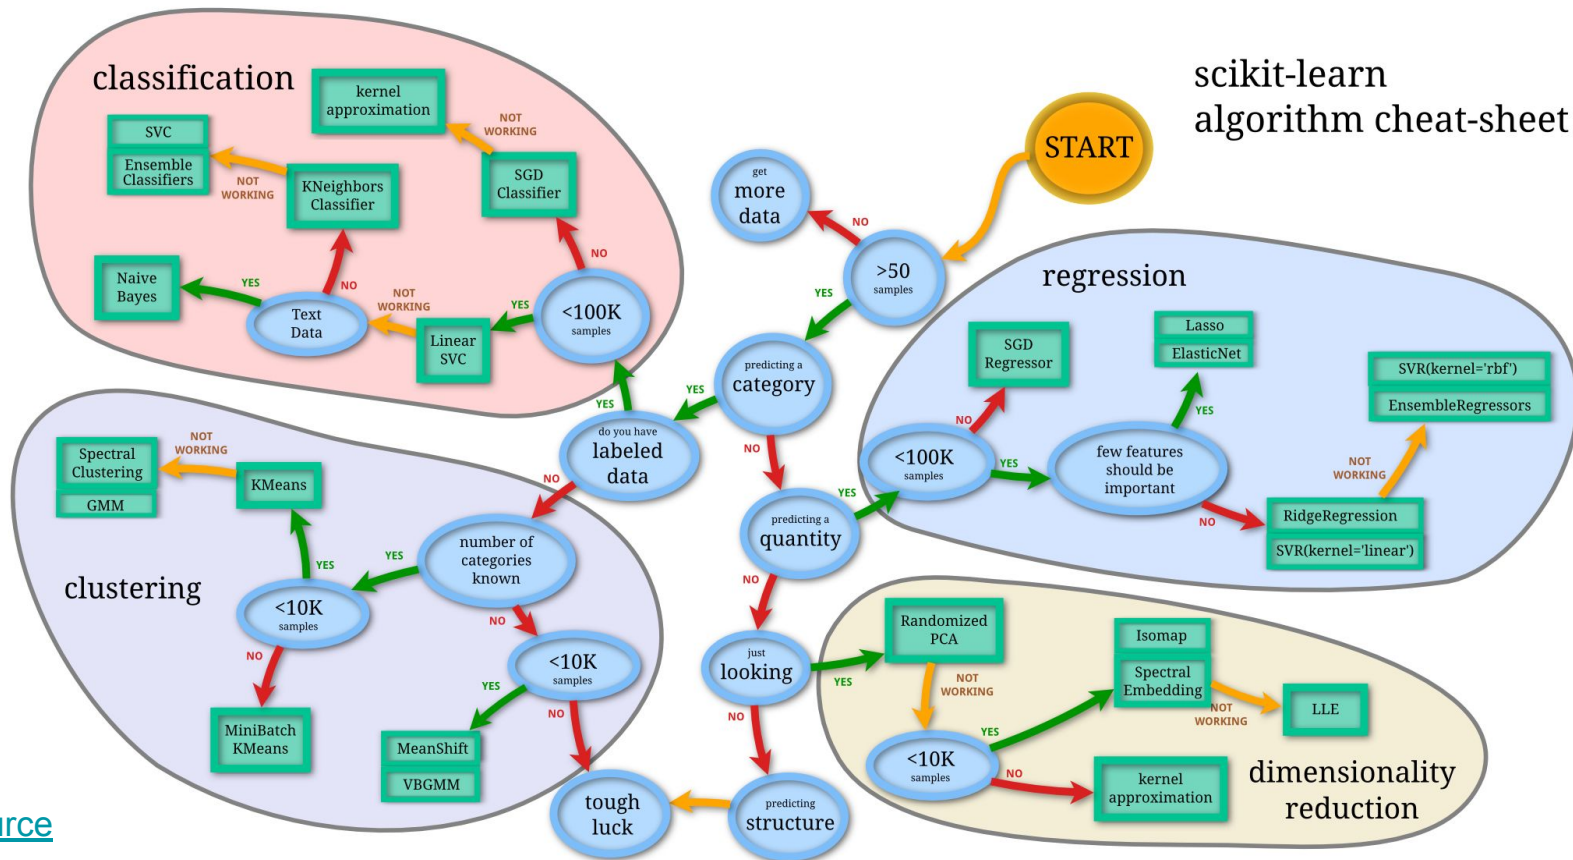 scikit-learn
algorithm cheat-sheet
START
>50
samples
NO
get
more
data
YES
predicting a
category
YES
NO
do you have
labeled
data
YES
NO
classification
<100K
samples
NO
SGD
Classifier
NOT
WORKING
kernel
approximation
YES
Linear
SVC
NOT
WORKING
Text
Data
YES
Naive
Bayes
NO
KNeighbors
Classifier
NOT
WORKING
SVC
Ensemble
Classifiers
clustering
number of
categories
known
YES
<10K
samples
YES
KMeans
NOT
WORKING
Spectral
Clustering
GMM
NO
MiniBatch
KMeans
NO
<10K
samples
YES
MeanShift
VBGMM
NO
tough
luck
predicting a
quantity
YES
NO
regression
<100K
samples
NO
SGD
Regressor
YES
few features
should be
important
YES
Lasso
ElasticNet
NO
RidgeRegression
SVR(kernel='linear')
NOT
WORKING
SVR(kernel='rbf')
EnsembleRegressors
just
looking
YES
NO
predicting
structure
dimensionality
reduction
Randomized
PCA
NOT
WORKING
<10K
samples
YES
Isomap
Spectral
Embedding
NOT
WORKING
LLE
NO
kernel
approximation
urce